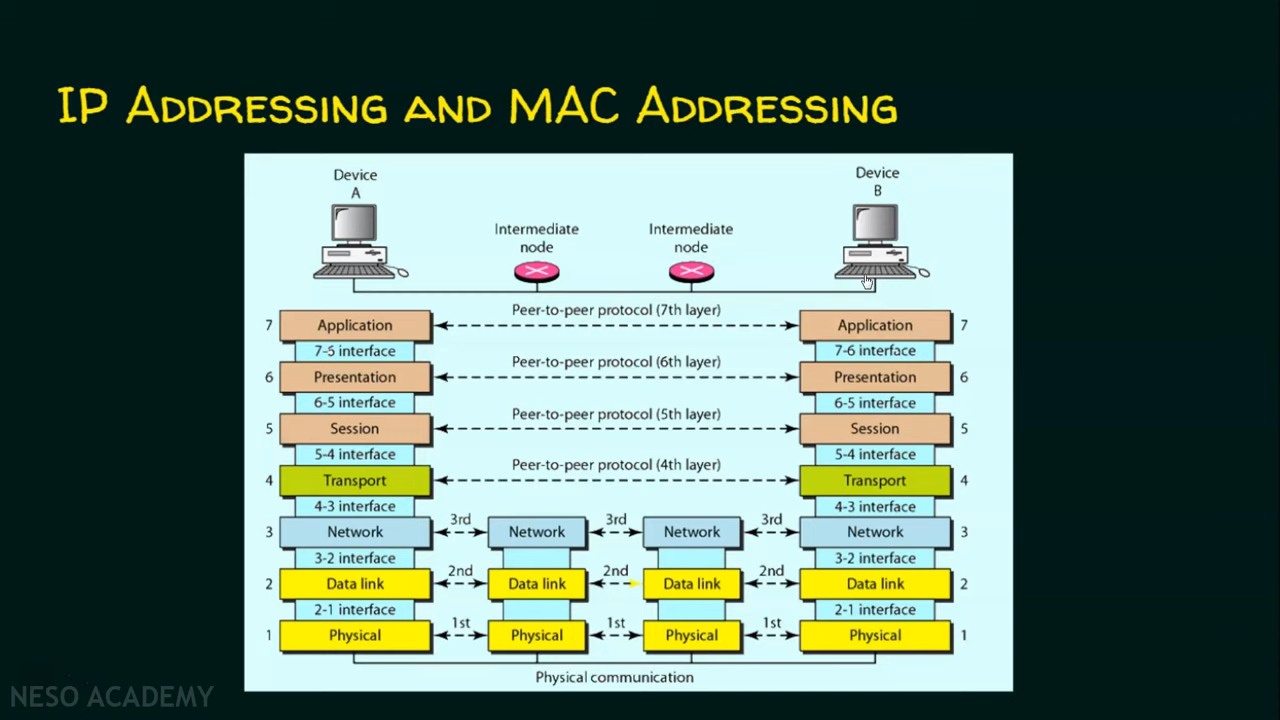 IP Addressing and MAC Addressing
Device
A
Device
B
Intermediate
node
Intermediate
node
Peer-to-peer protocol (7th layer)
7 Application Application 7
7-6 interface 7-6 interface
Peer-to-peer protocol (6th layer)
6 Presentation Presentation 6
6-5 interface 6-5 interface
Peer-to-peer protocol (5th layer)
5 Session Session 5
5-4 interface 5-4 interface
Peer-to-peer protocol (4th layer)
4 Transport Transport 4
4-3 interface 4-3 interface
3rd 3rd 3rd
3 Network Network Network Network 3
3-2 interface 3-2 interface
2nd 2nd 2nd
2 Data link Data link Data link Data link 2
2-1 interface 2-1 interface
1st 1st 1st
1 Physical Physical Physical Physical 1
Physical communication
NESO ACADEMY